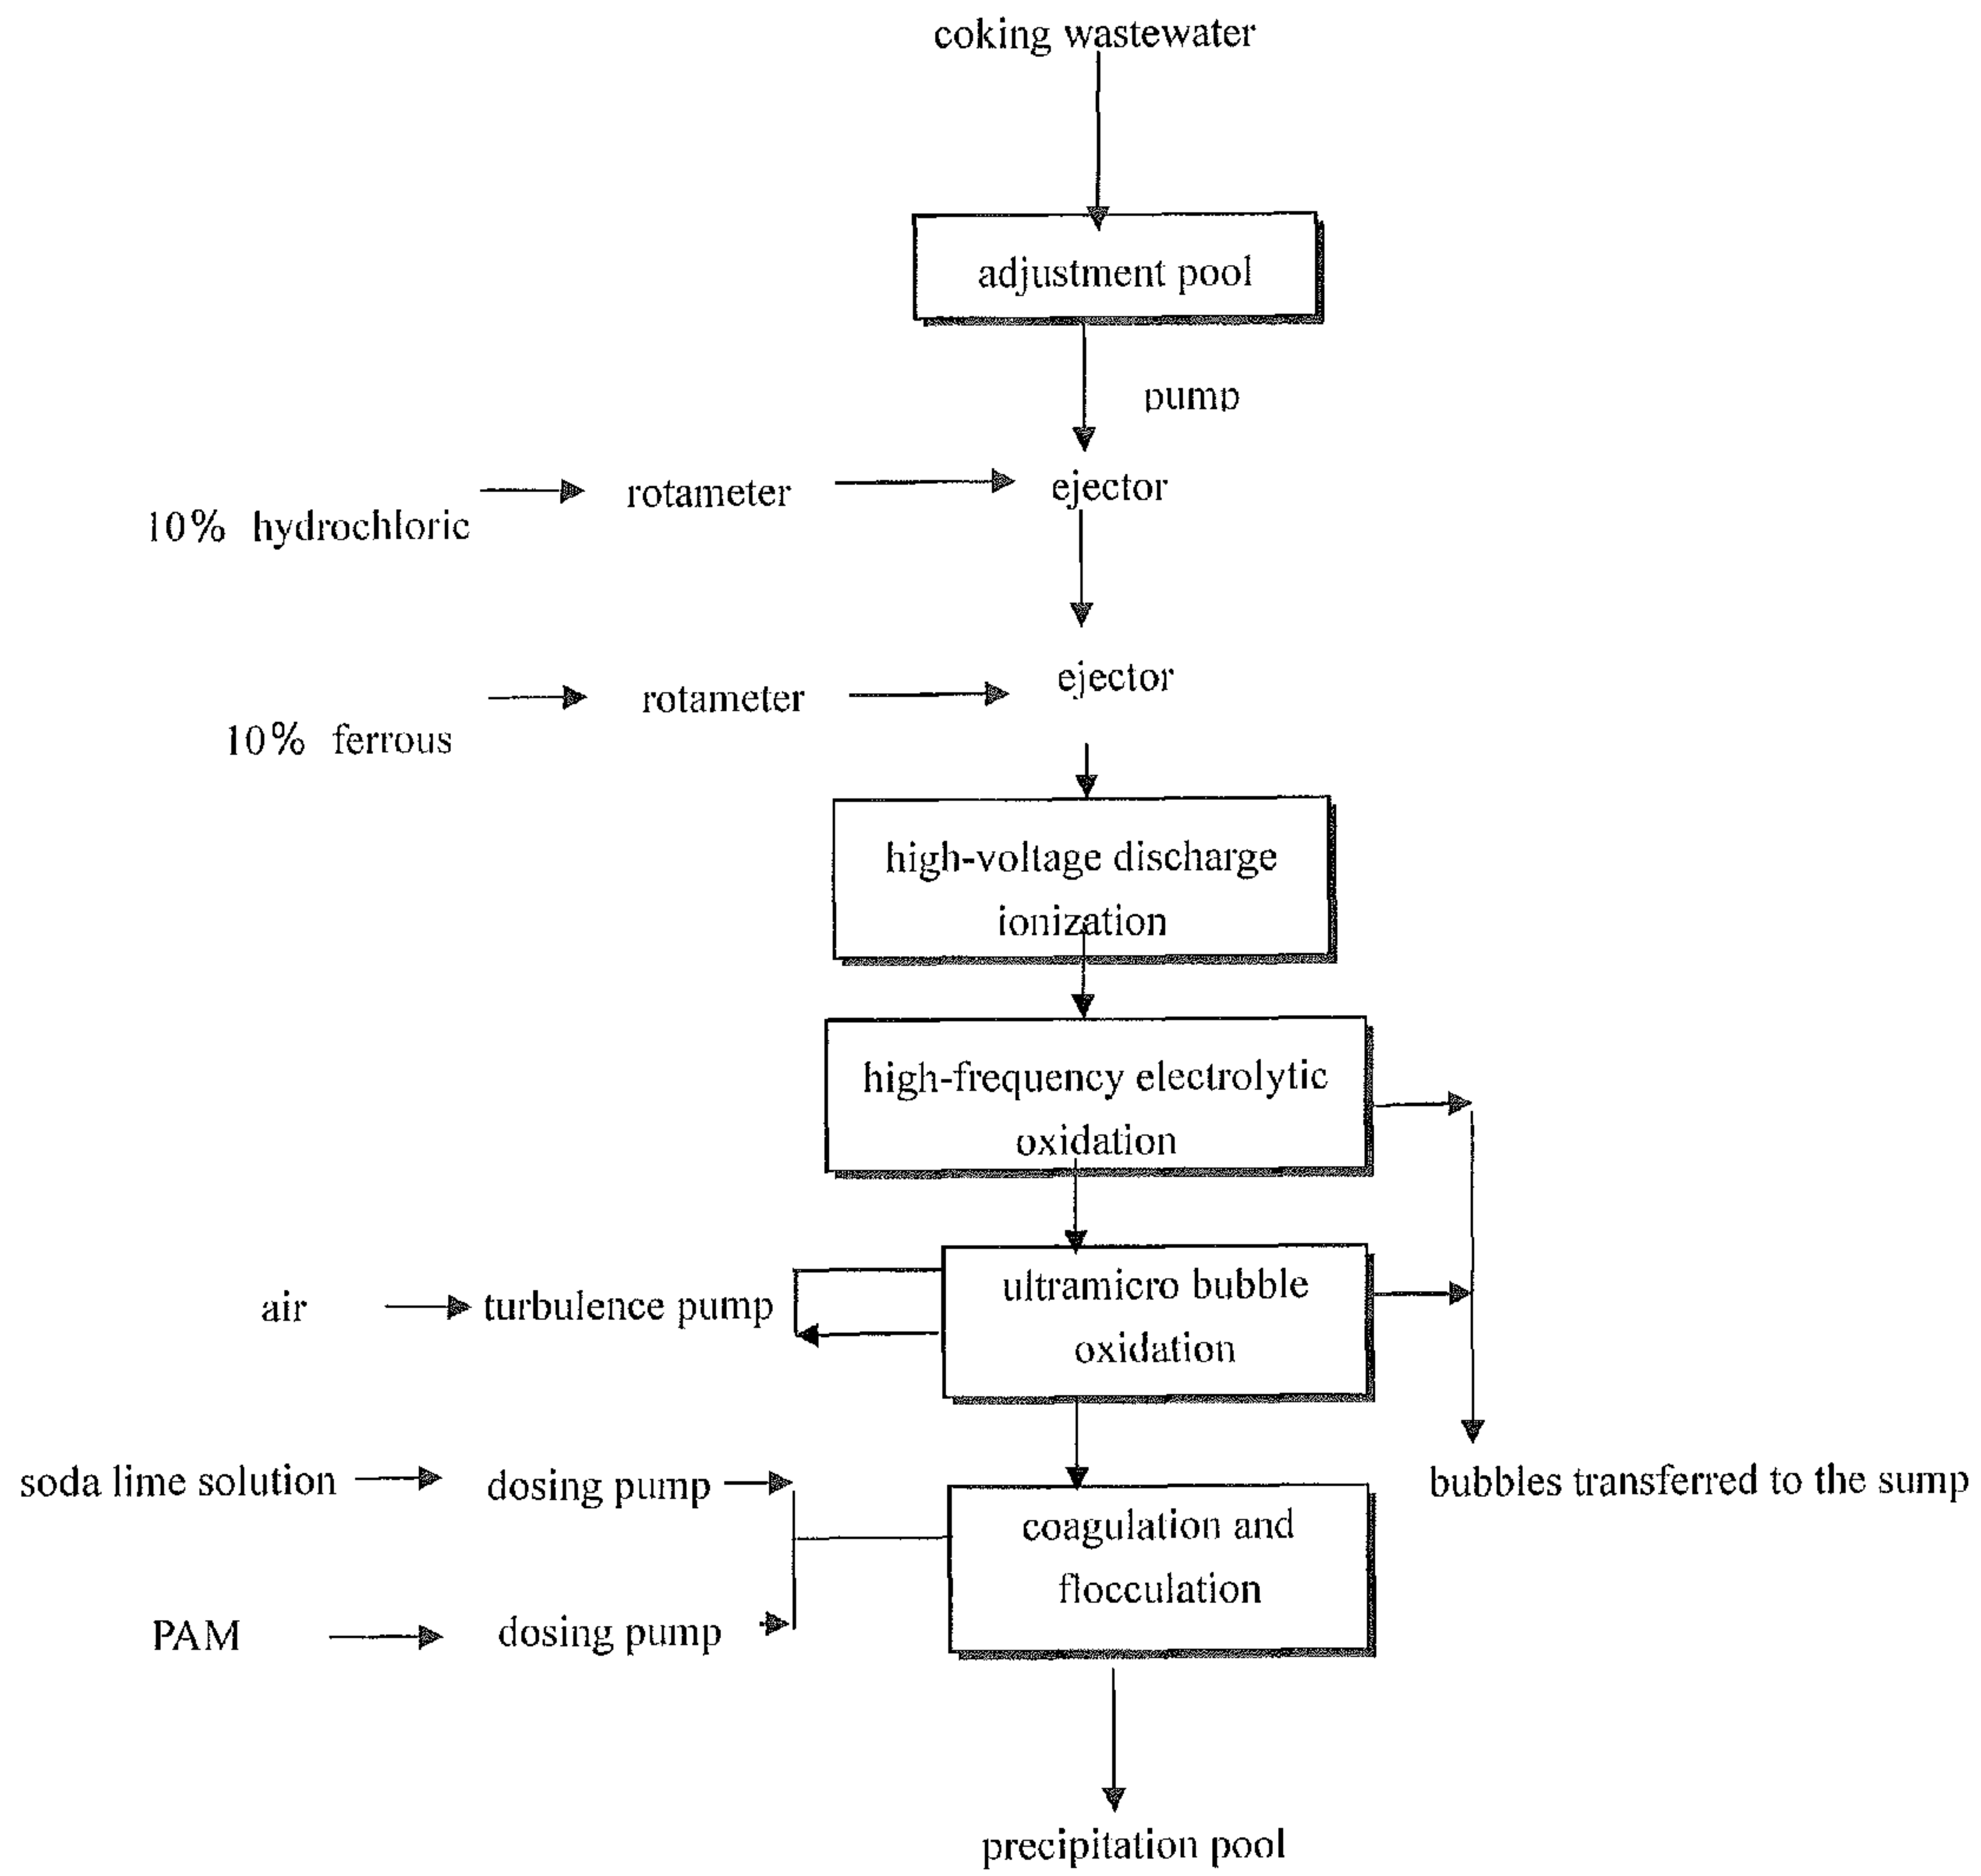 coking wastewater
adjustment pool
pump
rotameter
ejector
10% hydrochloric
ejector
rotameter
10% ferrous
high-voltage discharge
ionization
high-frequency electrolytic
oxidation
ultramicro bubble
oxidation
air
turbulence pump
soda lime solution
dosing pump
bubbles transferred to the sump
coagulation and
flocculation
PAM
dosing pump
precipitation pool